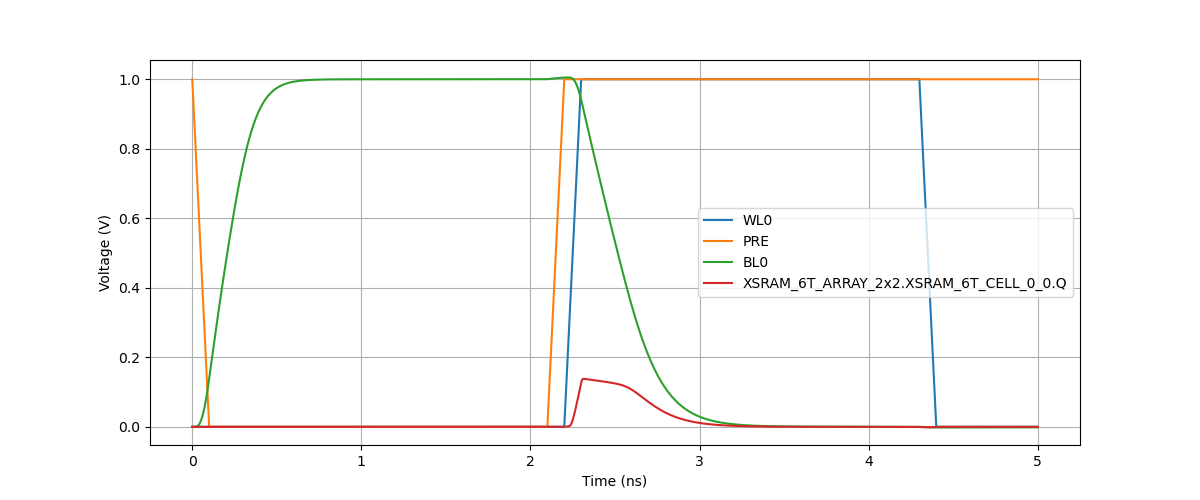 1.0
0.8
0.6
0.4
0.2
0.0
Voltage (V)
WL0
PRE
BL0
XSRAM_6T_ARRAY_2x2.XSRAM_6T_CELL_0_0.Q
0 1 2 3 4 5
Time (ns)